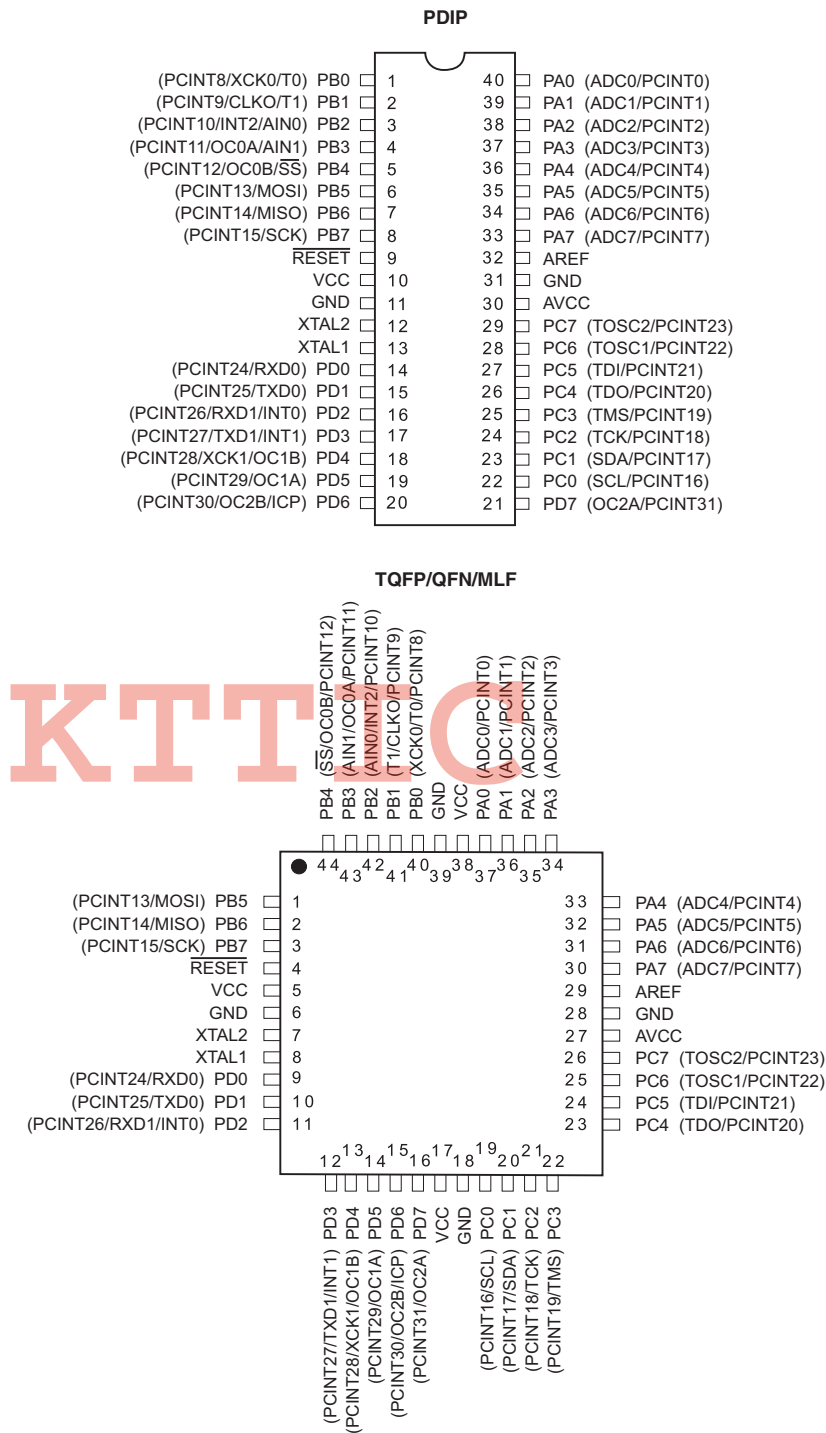 PDIP
(PCINT8/XCK0/T0) PB0 1 40 PA0 (ADC0/PCINT0)
(PCINT9/CLKO/T1) PB1 2 39 PA1 (ADC1/PCINT1)
(PCINT10/INT2/AIN0) PB2 3 38 PA2 (ADC2/PCINT2)
(PCINT11/OC0A/AIN1) PB3 4 37 PA3 (ADC3/PCINT3)
(PCINT12/OC0B/SS) PB4 5 36 PA4 (ADC4/PCINT4)
(PCINT13/MOSI) PB5 6 35 PA5 (ADC5/PCINT5)
(PCINT14/MISO) PB6 7 34 PA6 (ADC6/PCINT6)
(PCINT15/SCK) PB7 8 33 PA7 (ADC7/PCINT7)
RESET 9 32 AREF
VCC 10 31 GND
GND 11 30 AVCC
XTAL2 12 29 PC7 (TOSC2/PCINT23)
XTAL1 13 28 PC6 (TOSC1/PCINT22)
(PCINT24/RXD0) PD0 14 27 PC5 (TDI/PCINT21)
(PCINT25/TXD0) PD1 15 26 PC4 (TDO/PCINT20)
(PCINT26/RXD1/INT0) PD2 16 25 PC3 (TMS/PCINT19)
(PCINT27/TXD1/INT1) PD3 17 24 PC2 (TCK/PCINT18)
(PCINT28/XCK1/OC1B) PD4 18 23 PC1 (SDA/PCINT17)
(PCINT29/OC1A) PD5 19 22 PC0 (SCL/PCINT16)
(PCINT30/OC2B/ICP) PD6 20 21 PD7 (OC2A/PCINT31)
TQFP/QFN/MLF
KTTIC
PB4 (SS/OC0B/PCINT12)
PB3 (AIN1/OC0A/PCINT11)
PB2 (AIN0/INT2/PCINT10)
PB1 (T1/CLKO/PCINT9)
PB0 (XCK0/T0/PCINT8)
GND
VCC
PA0 (ADC0/PCINT0)
PA1 (ADC1/PCINT1)
PA2 (ADC2/PCINT2)
PA3 (ADC3/PCINT3)
44 43 42 41 40 39 38 37 36 35 34
(PCINT13/MOSI) PB5 1 33 PA4 (ADC4/PCINT4)
(PCINT14/MISO) PB6 2 32 PA5 (ADC5/PCINT5)
(PCINT15/SCK) PB7 3 31 PA6 (ADC6/PCINT6)
RESET 4 30 PA7 (ADC7/PCINT7)
VCC 5 29 AREF
GND 6 28 GND
XTAL2 7 27 AVCC
XTAL1 8 26 PC7 (TOSC2/PCINT23)
(PCINT24/RXD0) PD0 9 25 PC6 (TOSC1/PCINT22)
(PCINT25/TXD0) PD1 10 24 PC5 (TDI/PCINT21)
(PCINT26/RXD1/INT0) PD2 11 23 PC4 (TDO/PCINT20)
12 13 14 15 16 17 18 19 20 21 22
(PCINT27/TXD1/INT1) PD3
(PCINT28/XCK1/OC1B) PD4
(PCINT29/OC1A) PD5
(PCINT30/OC2B/ICP) PD6
(PCINT31/OC2A) PD7
VCC
GND
(PCINT16/SCL) PC0
(PCINT17/SDA) PC1
(PCINT18/TCK) PC2
(PCINT19/TMS) PC3